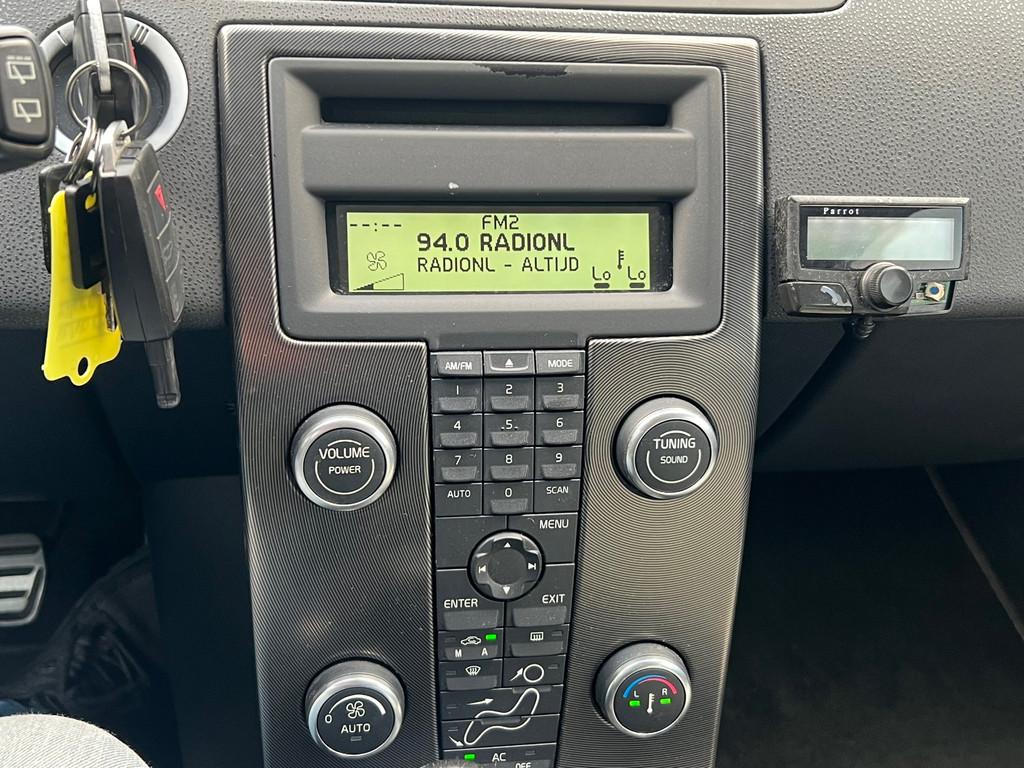 FM2
--:--
94.0 RADIONL
RADIONL - ALTIJD
Lo Lo
Parrot
AM/FM
MODE
1 2 3
4 5 6
7 8 9
AUTO 0 SCAN
VOLUME
POWER
TUNING
SOUND
MENU
ENTER EXIT
M A
0
AUTO
L R
AC
OFF